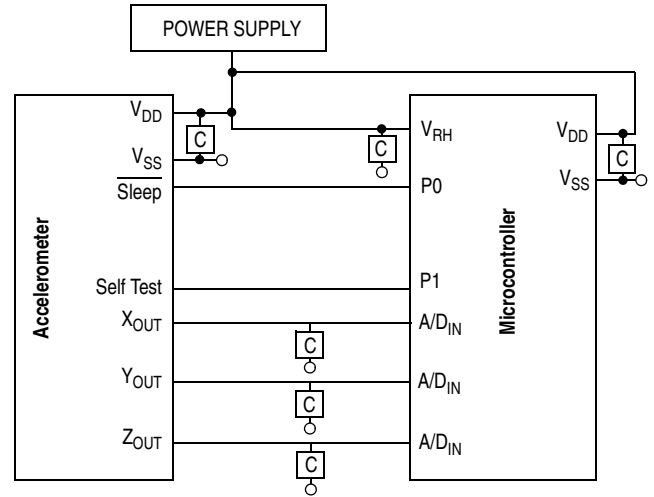 POWER SUPPLY
V_DD
C
V_SS
Sleep
Self Test
X_OUT
Y_OUT
Z_OUT
Accelerometer
C
C
C
C
V_RH
P0
P1
A/D_IN
A/D_IN
A/D_IN
Microcontroller
V_DD
V_SS
C